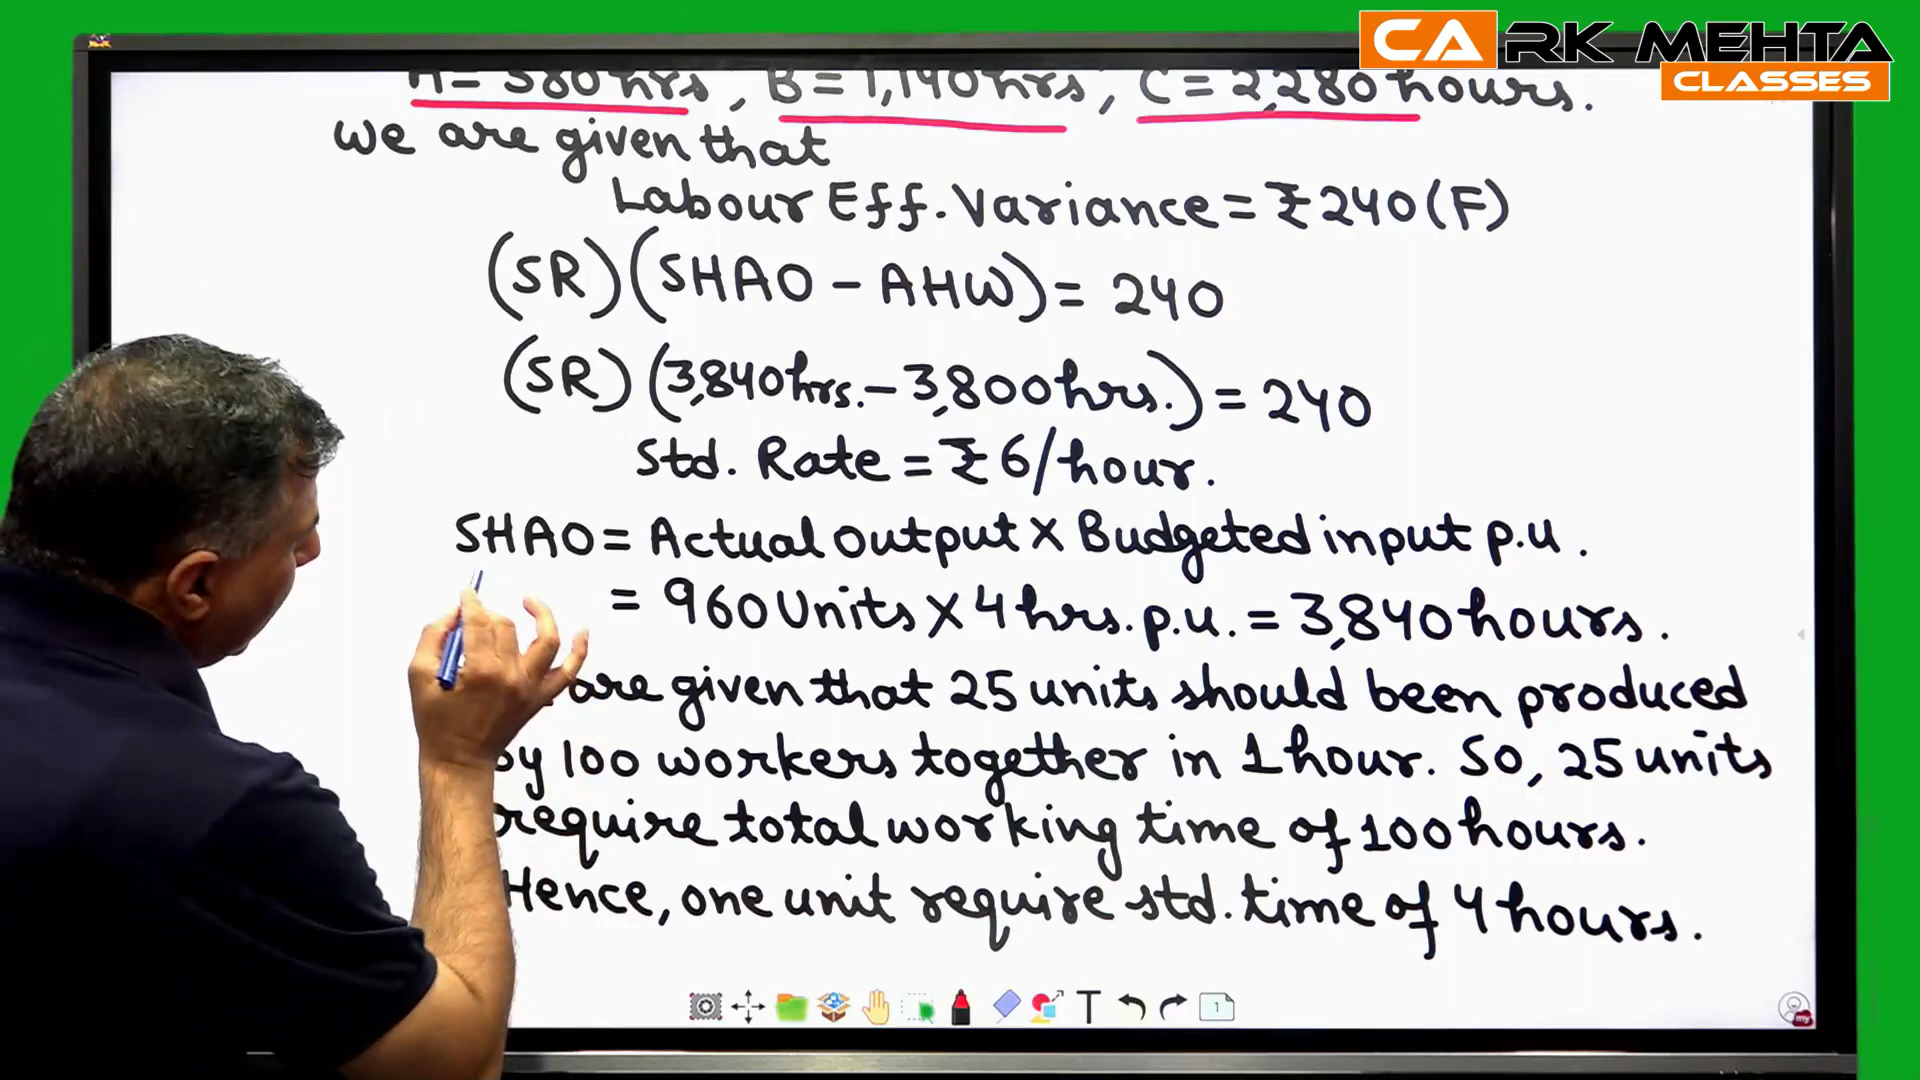 CA RK MEHTA
CLASSES
A = 380 hrs, B = 1,140 hrs, C = 2,280 hours.
we are given that
Labour Eff. Variance = ₹240 (F)
(SR) (SHAO - AHW) = 240
(SR) (3,840 hrs. - 3,800 hrs.) = 240
Std. Rate = ₹6/hour.
SHAO = Actual output × Budgeted input p.u.
= 960 Units × 4 hrs. p.u. = 3,840 hours.
are given that 25 units should been produced
by 100 workers together in 1 hour. So, 25 units
require total working time of 100 hours.
Hence, one unit require std. time of 4 hours.
T 1